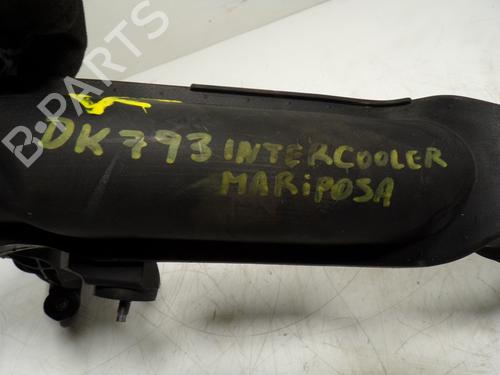 B-PARTS
DK793 INTERCOOLER
MARiPOSA